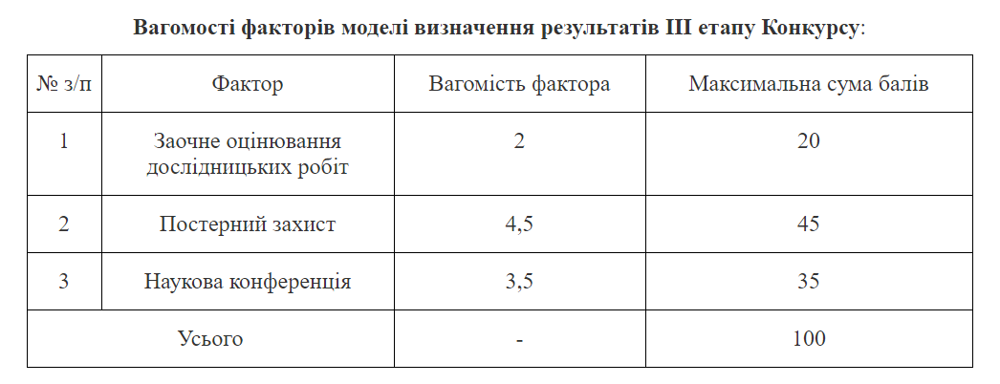 Вагомості факторів моделі визначення результатів ІІІ етапу Конкурсу:
№ з/п Фактор Вагомість фактора Максимальна сума балів
1 Заочне оцінювання 2 20
дослідницьких робіт
2 Постерний захист 4,5 45
3 Наукова конференція 3,5 35
Усього - 100